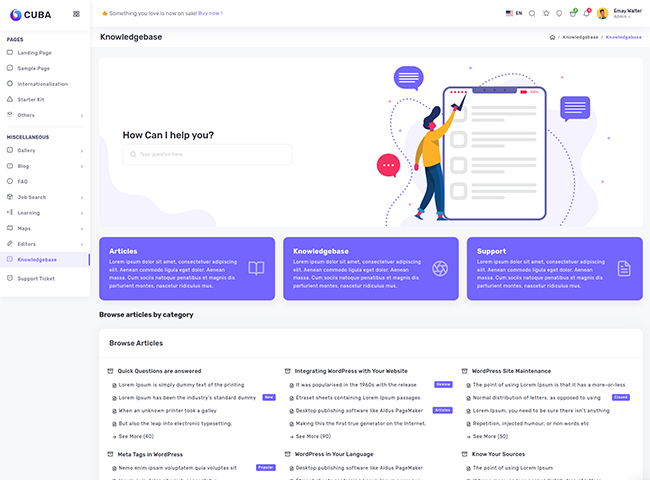 CUBA
Something you love is now on sale! Buy now !
EN
Emay Walter
ADMIN
PAGES
Landing Page
Sample Page
Internationalization
Starter Kit
Others
MISCELLANEOUS
Gallery
Blog
FAQ
Job Search
Learning
Maps
Editors
Knowledgebase
Support Ticket
Knowledgebase
/ Knowledgebase / Knowledgebase
How Can I help you?
Type question here
Articles
Lorem ipsum dolor sit amet, consectetuer adipiscing
elit. Aenean commodo ligula eget dolor. Aenean
massa. Cum sociis natoque penatibus et magnis dis
parturient montes, nascetur ridiculus mus.
Knowledgebase
Lorem ipsum dolor sit amet, consectetuer adipiscing
elit. Aenean commodo ligula eget dolor. Aenean
massa. Cum sociis natoque penatibus et magnis dis
parturient montes, nascetur ridiculus mus.
Support
Lorem ipsum dolor sit amet, consectetuer adipiscing
elit. Aenean commodo ligula eget dolor. Aenean
massa. Cum sociis natoque penatibus et magnis dis
parturient montes, nascetur ridiculus mus.
Browse articles by category
Browse Articles
Quick Questions are answered
Lorem Ipsum is simply dummy text of the printing
Lorem Ipsum has been the industry's standard dummy New
When an unknown printer took a galley
But also the leap into electronic typesetting,
See More (40)
Integrating WordPress with Your Website
It was popularised in the 1960s with the release Review
Etraset sheets containing Lorem Ipsum passages
Desktop publishing software like Aldus PageMaker Articles
Making this the first true generator on the Internet.
See More (90)
WordPress Site Maintenance
The point of using Lorem Ipsum is that it has a more-or-less
Normal distribution of letters, as opposed to using Closed
Lorem Ipsum, you need to be sure there isn't anything
Repetition, injected humour, or non words etc
See More (50)
Meta Tags in WordPress
Nemo enim ipsam voluptatem quia voluptas sit Popular
WordPress in Your Language
Desktop publishing software like Aldus PageMaker
Know Your Sources
The point of using Lorem Ipsum